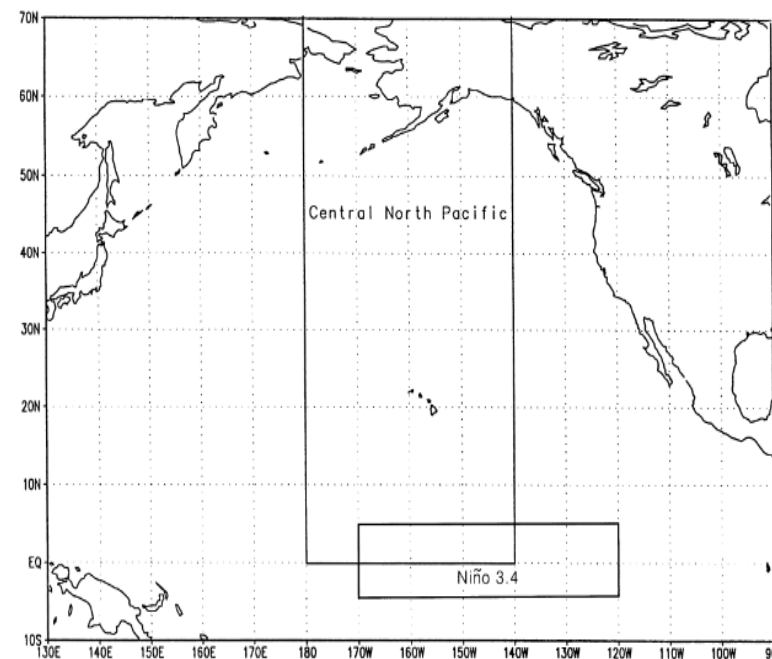 70N
60N
50N
Central North Pacific
40N
30N
20N
10N
EQ
Niño 3.4
10S
130E 140E 150E 160E 170E 180 170W 160W 150W 140W 130W 120W 110W 100W 9